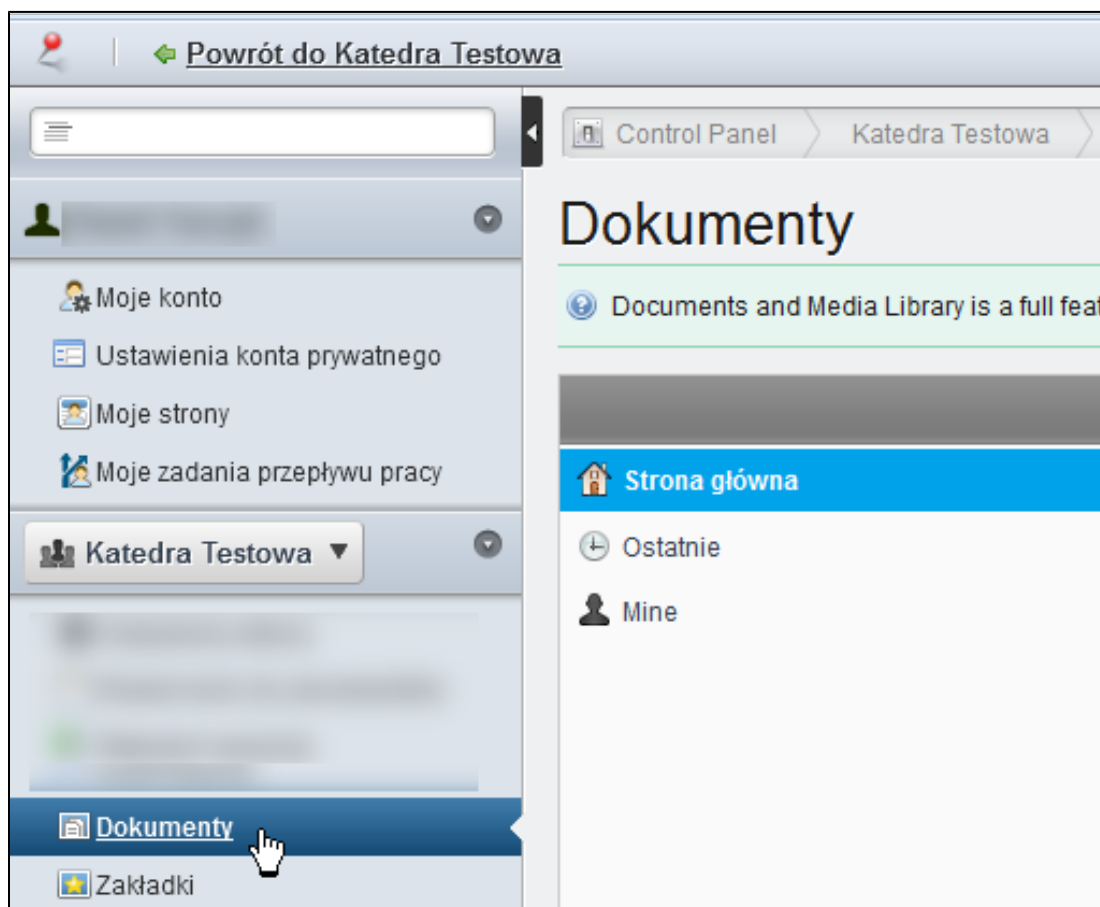 Powrót do Katedra Testowa
Control Panel Katedra Testowa
Dokumenty
Moje konto
Ustawienia konta prywatnego
Moje strony
Moje zadania przepływu pracy
Katedra Testowa
Dokumenty
Zakładki
Documents and Media Library is a full
Strona główna
Ostatnie
Mine